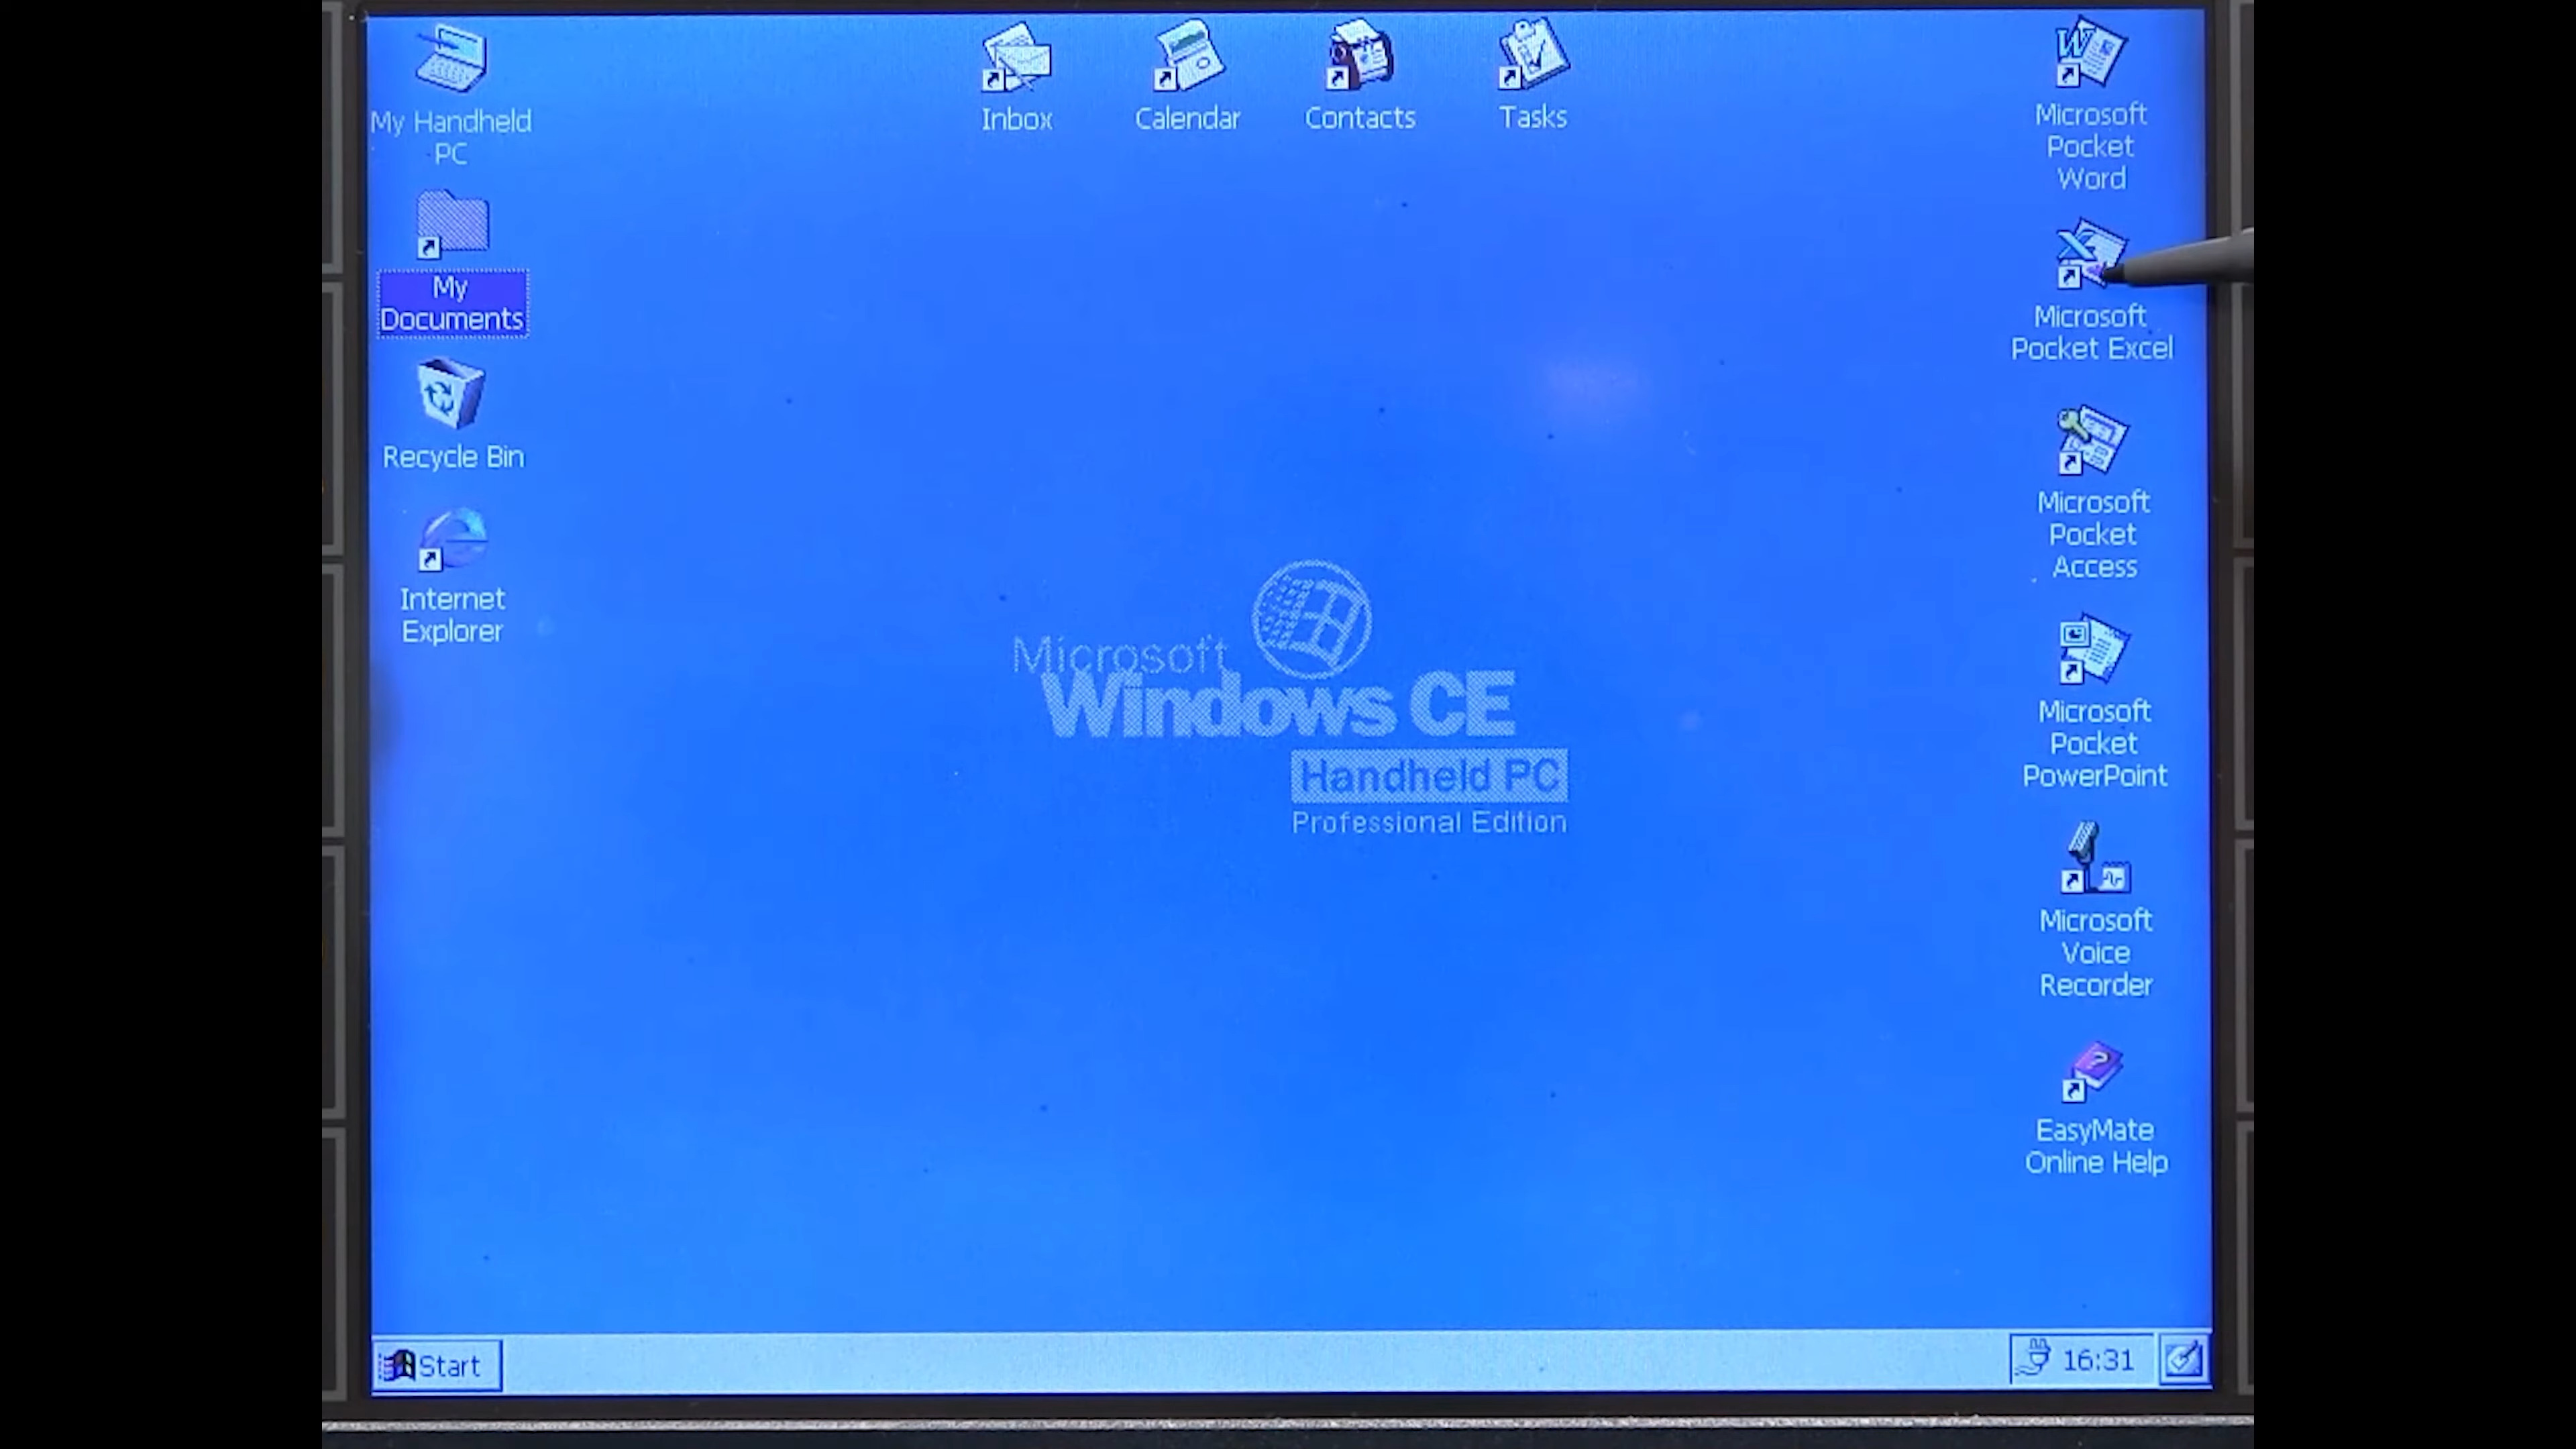 My Handheld
PC
My
Documents
Recycle Bin
Internet
Explorer
Inbox
Calendar
Contacts
Tasks
Microsoft
Windows CE
Handheld PC
Professional Edition
W
Microsoft
Pocket
Word
X
Microsoft
Pocket Excel
Microsoft
Pocket
Access
Microsoft
Pocket
PowerPoint
Microsoft
Voice
Recorder
?
EasyMate
Online Help
Start
16:31